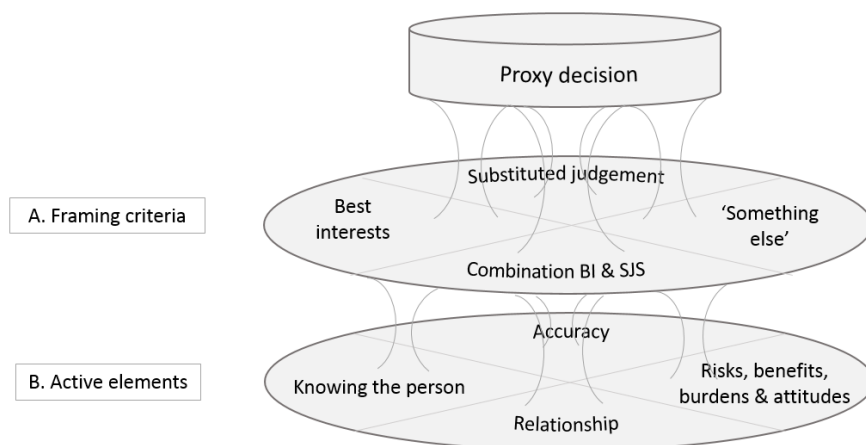 Proxy decision
Substituted judgement
A. Framing criteria
Best
interests
'Something
else'
Combination BI & SJS
Accuracy
B. Active elements
Knowing the person
Risks, benefits,
burdens & attitudes
Relationship